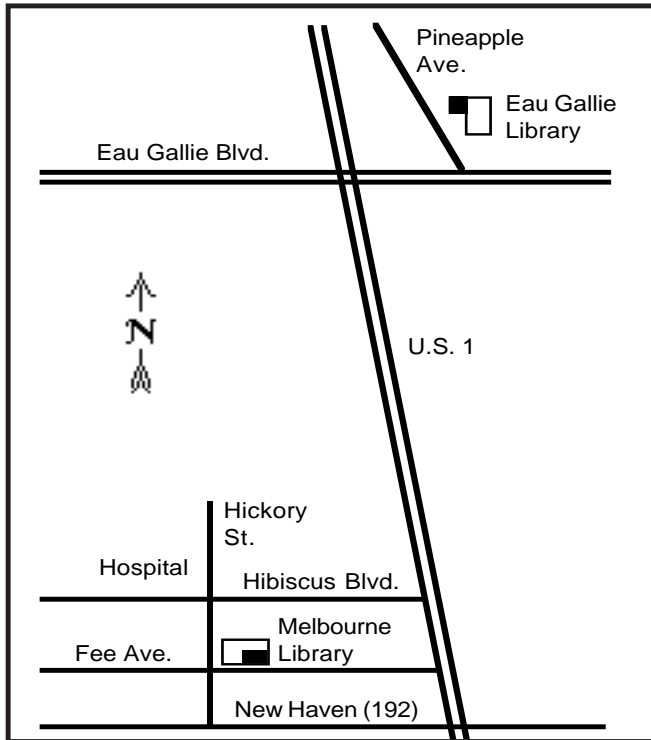 Pineapple
Ave.
Eau Gallie
Library
Eau Gallie Blvd.
N
U.S. 1
Hickory
St.
Hospital
Hibiscus Blvd.
Melbourne
Library
Fee Ave.
New Haven (192)